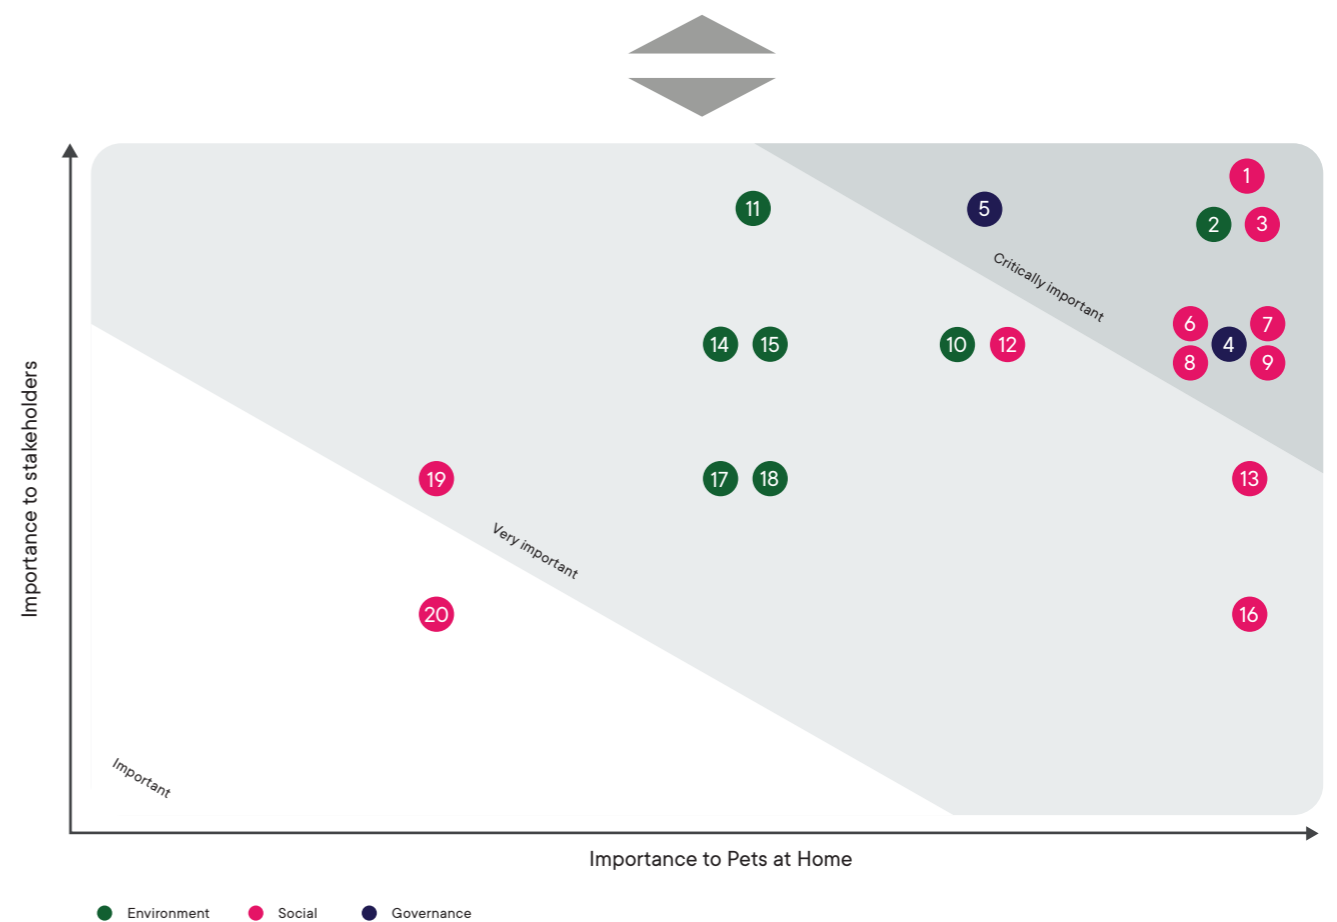 1
11
5
2
3
Critically important
6
7
14
15
10
12
4
8
9
Importance to stakeholders
19
17
18
13
Very important
20
16
Important
Importance to Pets at Home
Environment
Social
Governance